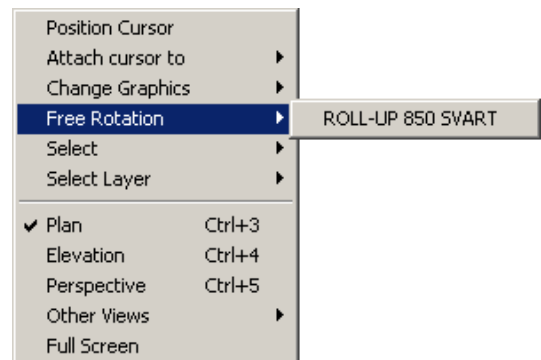 Position Cursor
Attach cursor to
Change Graphics
Free Rotation
ROLL-UP 850 SVART
Select
Select Layer
Plan Ctrl+3
Elevation Ctrl+4
Perspective Ctrl+5
Other Views
Full Screen